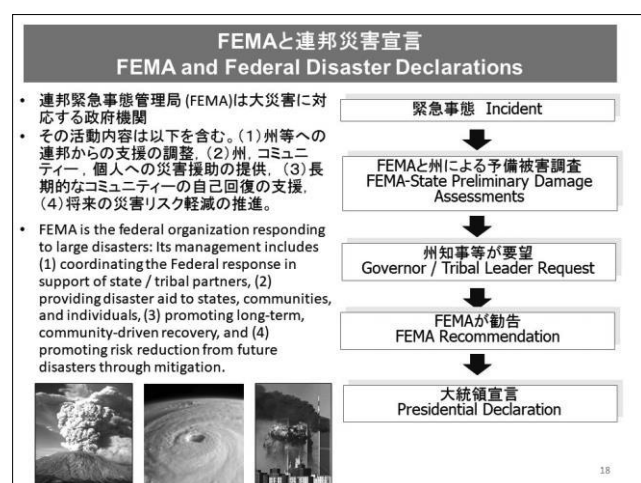 FEMAと連邦災害宣言
FEMA and Federal Disaster Declarations
• 連邦緊急事態管理局 (FEMA)は大災害に対
応する政府機関
• その活動内容は以下を含む。(1)州等への
連邦からの支援の調整, (2)州, コミュニ
ティー, 個人への災害援助の提供, (3)長
期的なコミュニティーの自己回復の支援,
(4)将来の災害リスク軽減の推進。
• FEMA is the federal organization responding
to large disasters: Its management includes
(1) coordinating the Federal response in
support of state / tribal partners, (2)
providing disaster aid to states, communities,
and individuals, (3) promoting long-term,
community-driven recovery, and (4)
promoting risk reduction from future
disasters through mitigation.
緊急事態 Incident
FEMAと州による予備被害調査
FEMA-State Preliminary Damage
Assessments
州知事等が要望
Governor / Tribal Leader Request
FEMAが勧告
FEMA Recommendation
大統領宣言
Presidential Declaration
18